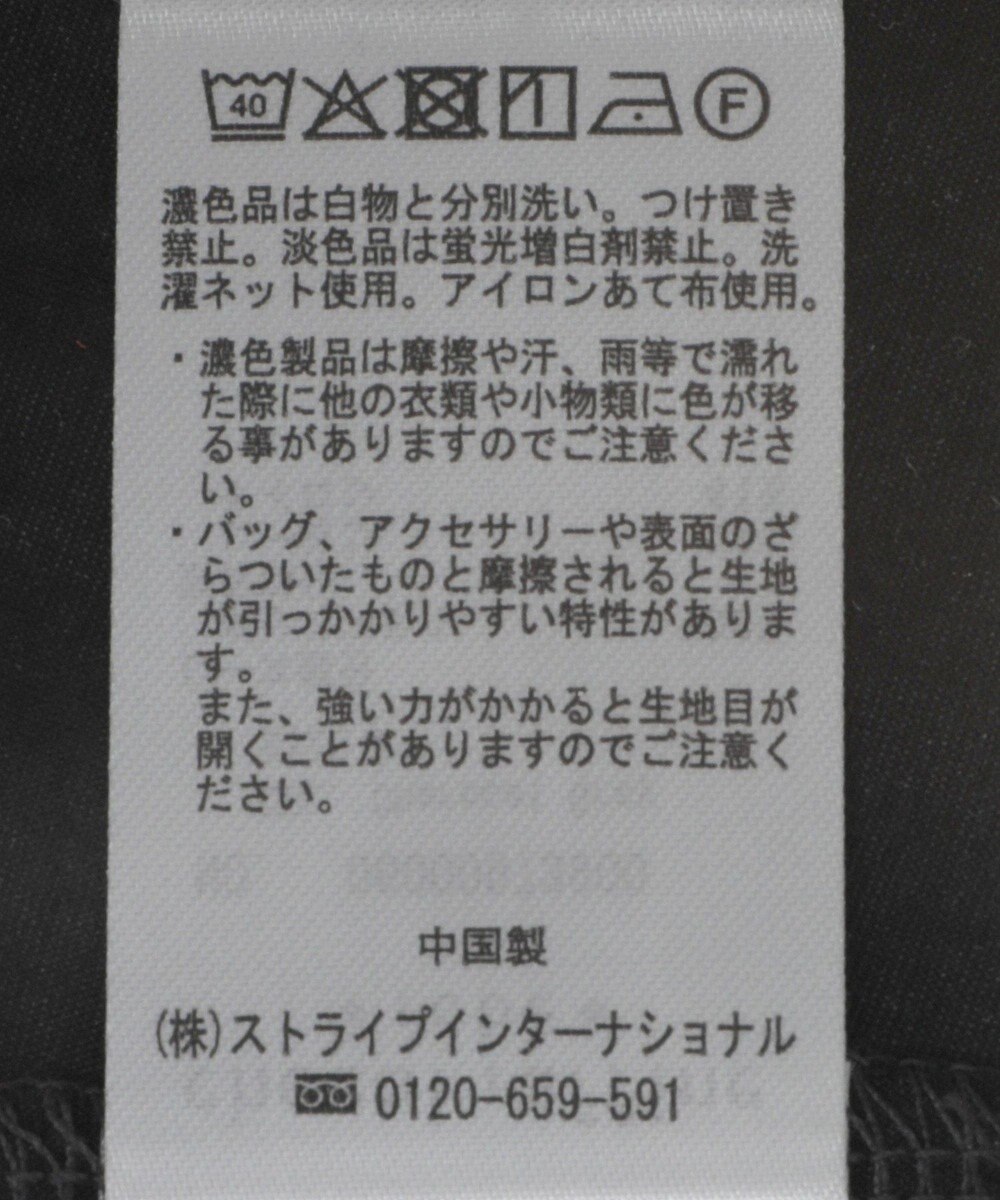 40 F
濃色品は白物と分別洗い。つけ置き
禁止。淡色品は蛍光増白剤禁止。洗
濯ネット使用。アイロンあて布使用。
・濃色製品は摩擦や汗、雨等で濡れ
た際に他の衣類や小物類に色が移
る事がありますのでご注意くださ
い。
・バッグ、アクセサリーや表面のざ
らついたものと摩擦されると生地
が引っかかりやすい特性がありま
す。
また、強い力がかかると生地目が
開くことがありますのでご注意く
ださい。
中国製
(株)ストライプインターナショナル
0120-659-591